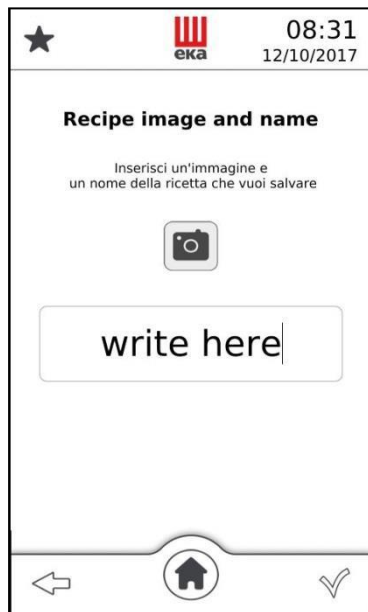 eka
08:31
12/10/2017
Recipe image and name
Inserisci un'immagine e
un nome della ricetta che vuoi salvare
write here